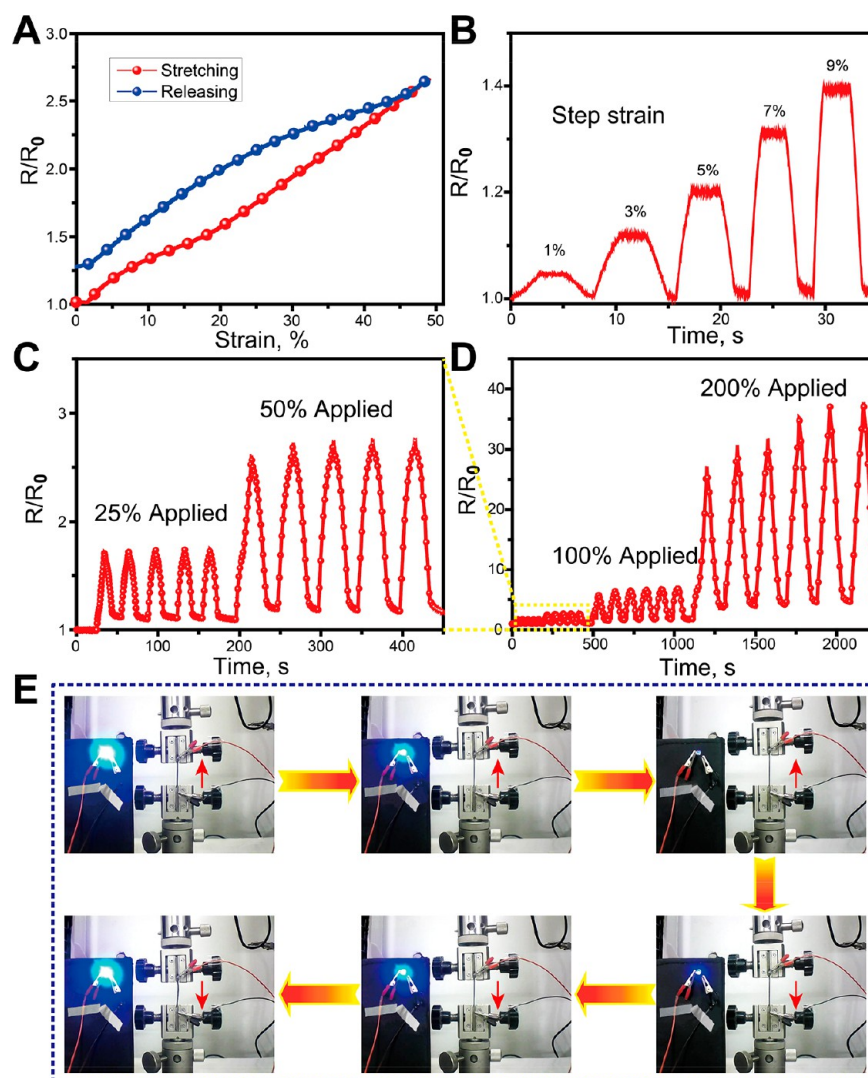 A
R/R0
3.0
2.5
2.0
1.5
1.0
Stretching
Releasing
0 10 20 30 40 50
Strain, %
B
R/R0
1.4
1.2
1.0
Step strain
1%
3%
5%
7%
9%
0 10 20 30
Time, s
C
R/R0
3
2
1
25% Applied
50% Applied
0 100 200 300 400
Time, s
D
R/R0
45
30
15
0
100% Applied
200% Applied
0 500 1000 1500 2000
Time, s
E